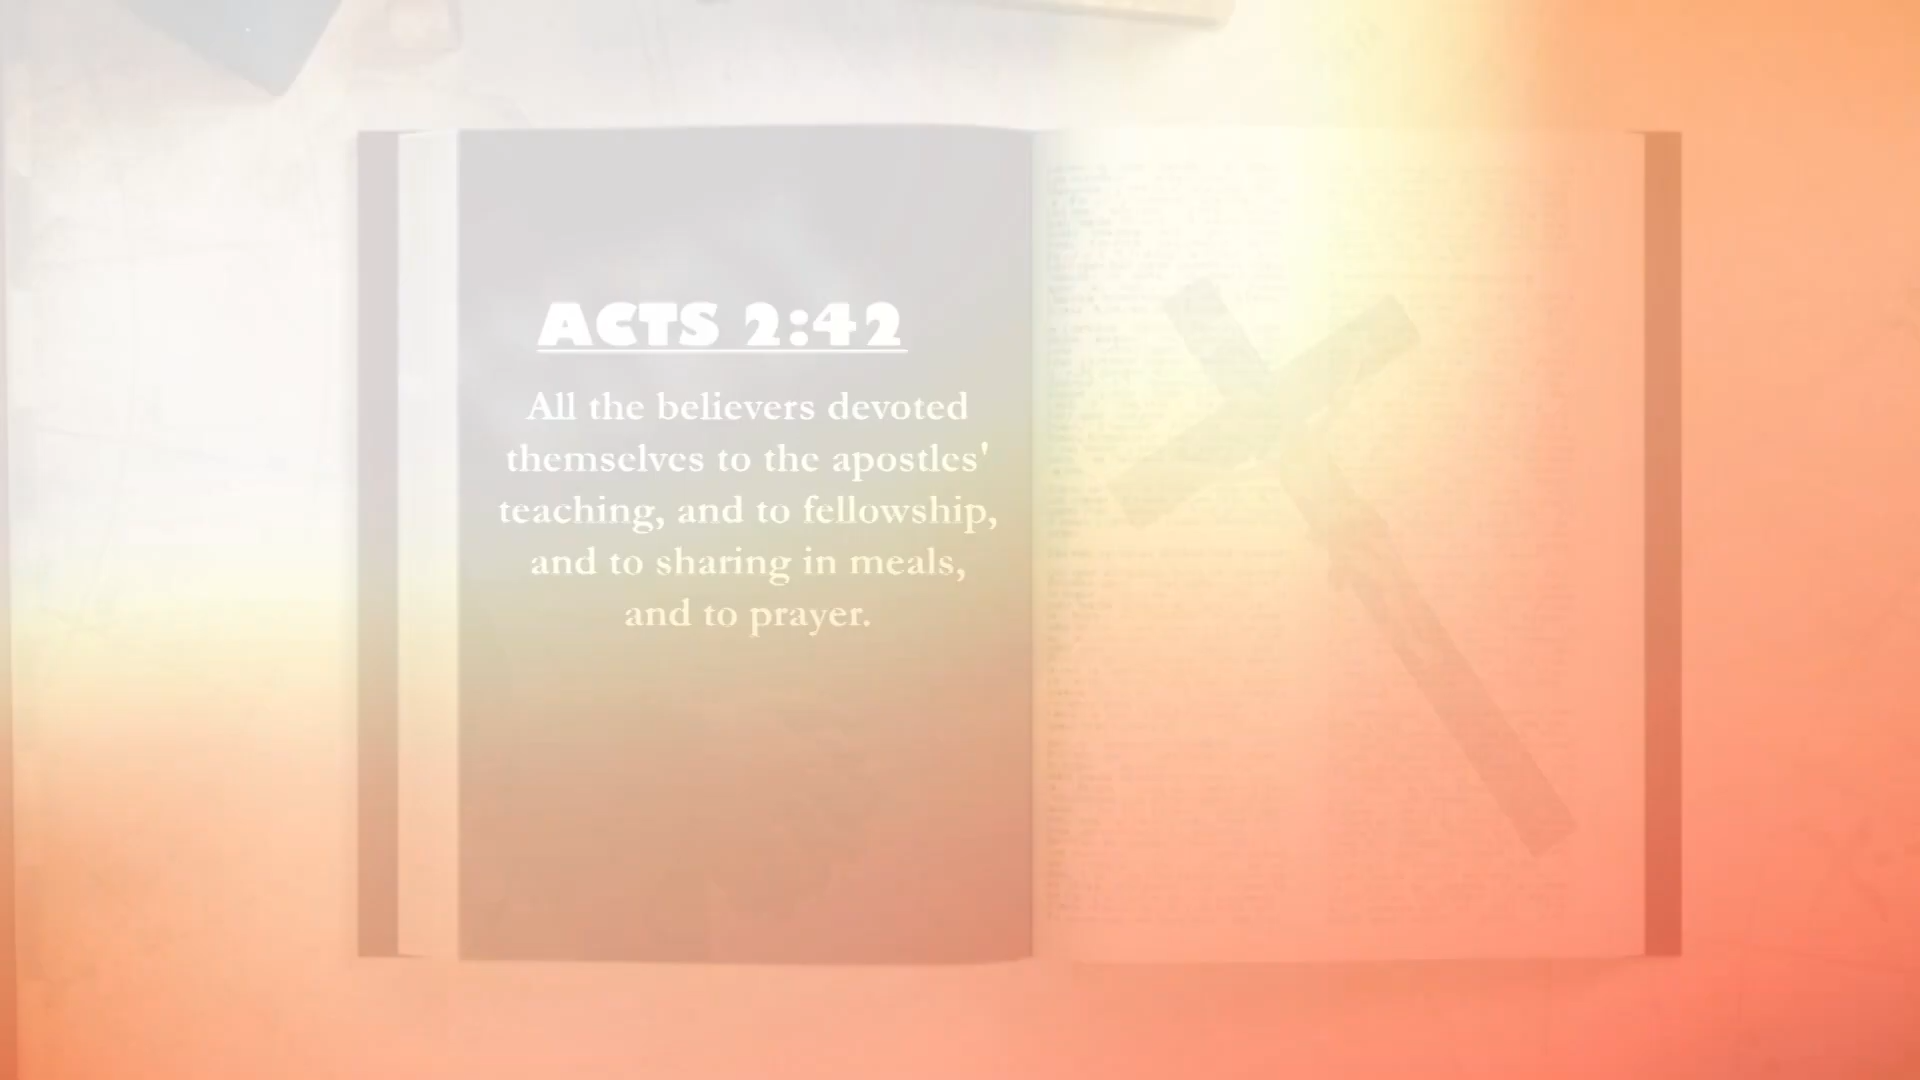 ACTS 2:42
All the believers devoted
themselves to the apostles'
teaching, and to fellowship,
and to sharing in meals,
and to prayer.